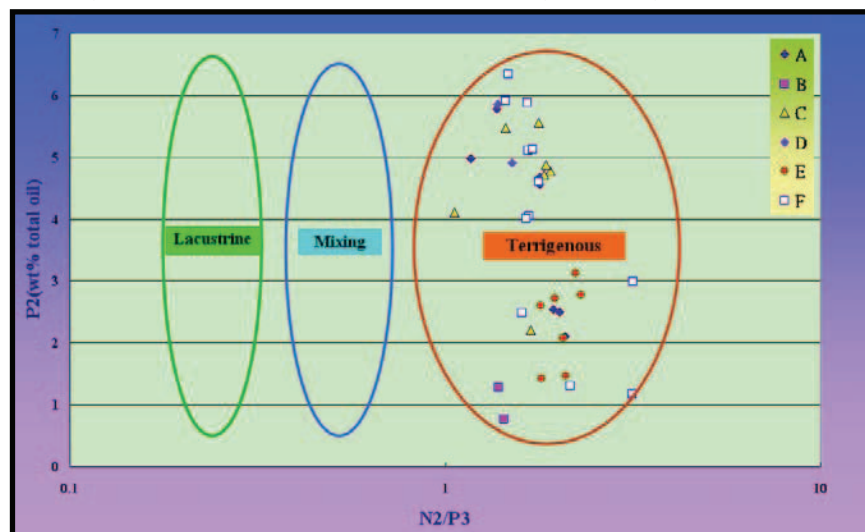 7
6
5
4
3
2
1
0
P2(wt% total oil)
Lacustrine
Mixing
Terrigenous
A
B
C
D
E
F
0.1
1
10
N2/P3